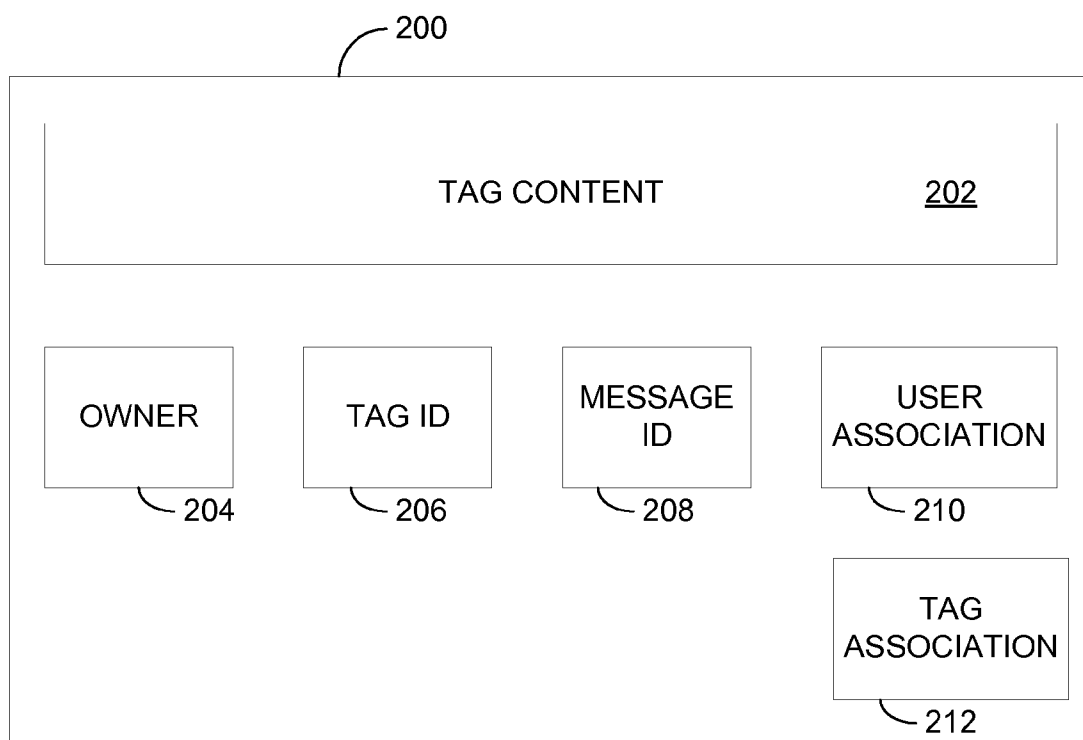 200
TAG CONTENT 202
OWNER
TAG ID
MESSAGE
ID
USER
ASSOCIATION
204
206
208
210
TAG
ASSOCIATION
212